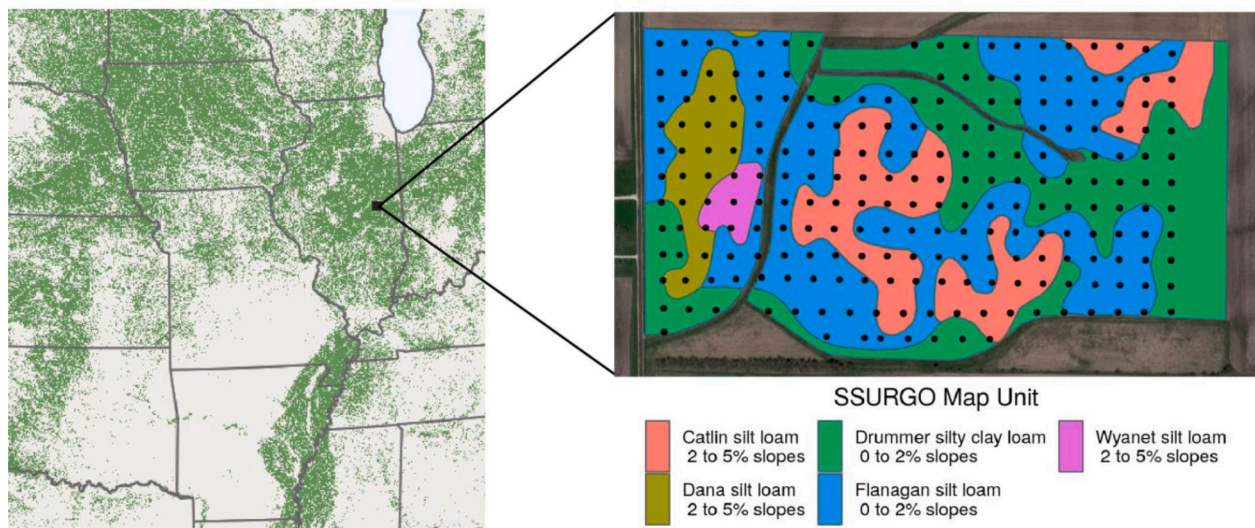 SSURGO Map Unit
Catlin silt loam
2 to 5% slopes
Drummer silty clay loam
0 to 2% slopes
Wyanet silt loam
2 to 5% slopes
Dana silt loam
2 to 5% slopes
Flanagan silt loam
0 to 2% slopes